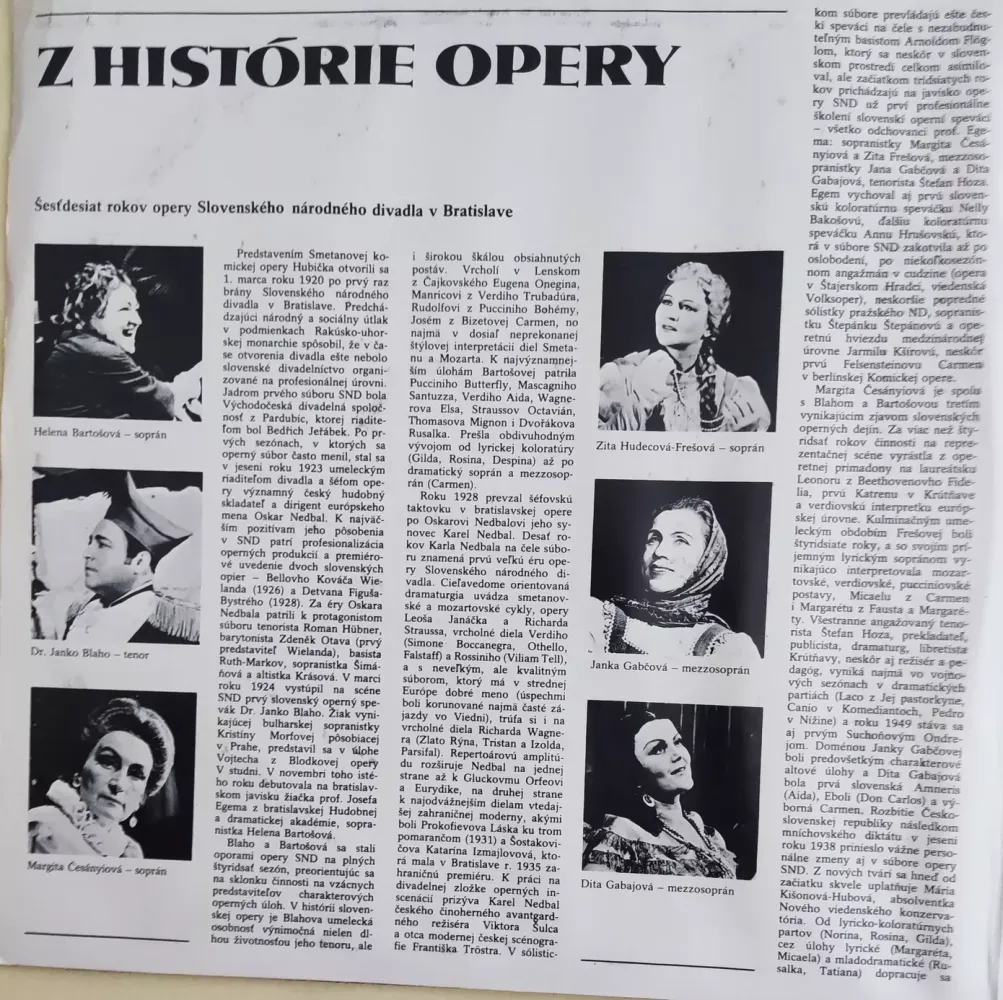 Z HISTÓRIE OPERY
Šesťdesiat rokov opery Slovenského národného divadla v Bratislave
Helena Bartošová – soprán
Dr. Janko Blaho – tenor
Margita Česányiová – soprán
Predstavením Smetanovej ko-
mickej opery Hubička otvorili sa
1. marca roku 1920 po prvý raz
brány Slovenského národného
divadla v Bratislave. Predchá-
dzajúci národný a sociálny útlak
v podmienkach Rakúsko-uhor-
skej monarchie spôsobil, že v ča-
se otvorenia divadla ešte nebolo
slovenské divadelníctvo organi-
zované na profesionálnej úrovni.
Jadrom prvého súboru SND bola
Východočeská divadelná spoloč-
nosť z Pardubíc, ktorej riadite-
ľom bol Bedřich Jeřábek. Po pr-
vých sezónach, v ktorých sa
operný súbor často menil, stal sa
v jeseni roku 1923 umeleckým
riaditeľom divadla a šéfom ope-
ry významný český hudobný
skladateľ a dirigent európskeho
mena Oskar Nedbal. K najväč-
ším pozitívam jeho pôsobenia
v SND patrí profesionalizácia
operných produkcií a premiéro-
vé uvedenie dvoch slovenských
opier – Bellovho Kováča Wie-
landa (1926) a Detvana Figuša-
Bystrého (1928). Za éry Oskara
Nedbala patrili k protagonistom
súboru tenorista Roman Hübner,
barytonista Zdeněk Otava (prvý
predstaviteľ Wielanda), basista
Ruth-Markov, sopranistka Šimá-
ňová a altistka Krásová. V marci
roku 1924 vystúpil na scéne
SND prvý slovenský operný spe-
vák Dr. Janko Blaho. Žiak vyni-
kajúcej bulharskej sopranistky
Kristíny Morfovej pôsobiacej
v Prahe, predstavil sa v úlohe
Vojtecha z Blodkovej opery
V studni. V novembri toho isté-
ho roku debutovala na bratislav-
skom javisku žiačka prof. Josefa
Egema z bratislavskej Hudobnej
a dramatickej akadémie, sopra-
nistka Helena Bartošová.
Blaho a Bartošová sa stali
oporami opery SND na plných
štyridsať sezón, preorientujúc sa
na sklonku činnosti na vzácnych
predstaviteľov charakterových
operných úloh. V histórii sloven-
skej opery je Blahova umelecká
osobnosť výnimočná nielen dl-
hou životnosťou jeho tenoru, ale
i širokou škálou obsiahnutých
postáv. Vrcholí v Lenskom
z Čajkovského Eugena Onegina,
Manricovi z Verdiho Trubadúra,
Rudolfovi z Pucciniho Bohémy,
Josém z Bizetovej Carmen, no
najmä v dosiaľ neprekonanej
štýlovej interpretácii diel Smeta-
nu a Mozarta. K najvýznamnej-
ším úlohám Bartošovej patrila
Pucciniho Butterfly, Mascagniho
Santuzza, Verdiho Aida, Wagne-
rova Elsa, Straussov Octavián,
Thomasova Mignon i Dvořákova
Rusalka. Prešla obdivuhodným
vývojom od lyrickej koloratúry
(Gilda, Rosina, Despina) až po
dramatický soprán a mezzosop-
rán (Carmen).
Roku 1928 prevzal šéfovskú
taktovku v bratislavskej opere
po Oskarovi Nedbalovi jeho sy-
novec Karel Nedbal. Desať ro-
kov Karla Nedbala na čele súbo-
ru znamená prvú veľkú éru ope-
ry Slovenského národného di-
vadla. Cieľavedome orientovaná
dramaturgia uvádza smetanov-
ské a mozartovské cykly, opery
Leoša Janáčka a Richarda
Straussa, vrcholné diela Verdiho
(Simone Boccanegra, Othello,
Falstaff) a Rossiniho (Viliam Tell),
a s neveľkým, ale kvalitným
súborom, ktorý má v strednej
Európe dobré meno (úspechmi
boli korunované najmä časté zá-
jazdy vo Viedni), trúfa si i na
vrcholné diela Richarda Wagne-
ra (Zlato Rýna, Tristan a Izolda,
Parsifal). Repertoárovú amplitú-
du rozširuje Nedbal na jednej
strane až k Gluckovmu Orfeovi
a Eurydike, na druhej strane
k najodvážnejším dielam vtedaj-
šej zahraničnej moderny, akými
boli Prokofievova Láska ku trom
pomarančom (1931) a Šostakovi-
čova Katarína Izmajlovová, kto-
rá mala v Bratislave r. 1935 za-
hraničnú premiéru. K práci na
divadelnej zložke operných in-
scenácií prizýva Karel Nedbal
českého činoherného avantgard-
ného režiséra Viktora Šulca
a otca modernej českej scénogra-
fie Františka Tröstra. V sólistic-
Zita Hudecová-Frešová – soprán
Janka Gabčová – mezzosoprán
Dita Gabajová – mezzosoprán
kom súbore prevládajú ešte čes-
kí speváci na čele s nezabudnu-
teľným basistom Arnoldom Flög-
lom, ktorý sa neskôr v sloven-
skom prostredí celkom asimilo-
val, ale začiatkom tridsiatych ro-
kov prichádzajú na javisko ope-
ry SND už prví profesionálne
školení slovenskí operní speváci
– všetko odchovanci prof. Ege-
ma: sopranistky Margita Česá-
nyiová a Zita Frešová, mezzoso-
pranistky Jana Gabčová a Dita
Gabajová, tenorista Štefan Hoza.
Egem vychoval aj prvú sloven-
skú koloratúrnu speváčku Nelly
Bakošovú, ďalšiu koloratúrnu
speváčku Annu Hrušovskú, kto-
rá v súbore SND zakotvila až po
oslobodení, po niekoľkosezón-
nom angažmán v cudzine (opera
v Štajerskom Hradci, viedenská
Volksoper), neskoršie popredné
sólistky pražského ND, sopranis-
tku Štěpánku Štěpánovú a ope-
retnú hviezdu medzinárodnej
úrovne Jarmilu Kšírovú, neskôr
prvú Felsensteinovu Carmen
v berlínskej Komickej opere.
Margita Česányiová je spolu
s Blahom a Bartošovou tretím
vynikajúcim zjavom slovenských
operných dejín. Za viac než šty-
ridsať rokov činnosti na repre-
zentačnej scéne vyrástla z ope-
retnej primadony na laureátsku
Leonoru z Beethovenovho Fide-
lia, prvú Katrenu v Krútňave
a verdiovskú interpretku európ-
skej úrovne. Kulminačným ume-
leckým obdobím Frešovej boli
štyridsiate roky, a so svojím prí-
jemným lyrickým sopránom vy-
nikajúco interpretovala mozar-
tovské, verdiovské, pucciniovské
postavy, Micaelu z Carmen
i Margarétu z Fausta a Margaré-
ty. Všestranne angažovaný teno-
rista Štefan Hoza, prekladateľ,
publicista, dramaturg, libretista
Krútňavy, neskôr aj režisér a pe-
dagóg, vyniká najmä vo vojno-
vých sezónach v dramatických
partiách (Laco z Jej pastorkyne,
Canio v Komediantoch, Pedro
v Nížine) a roku 1949 stáva sa
aj prvým Suchoňovým Ondre-
jom. Doménou Janky Gabčovej
boli predovšetkým charakterové
altové úlohy a Dita Gabajová
bola prvá slovenská Amneris
(Aida), Eboli (Don Carlos) a vý-
borná Carmen. Rozbitie Česko-
slovenskej republiky následkom
mníchovského diktátu v jeseni
roku 1938 prinieslo vážne perso-
nálne zmeny aj v súbore opery
SND. Z nových tvárí sa hneď od
začiatku skvele uplatňuje Mária
Kišonová-Hubová, absolventka
Nového viedenského konzerva-
tória. Od lyricko-koloratúrnych
partov (Norina, Rosina, Gilda),
cez úlohy lyrické (Margaréta,
Micaela) a mladodramatické (Ru-
salka, Tatiana) dopracuje sa